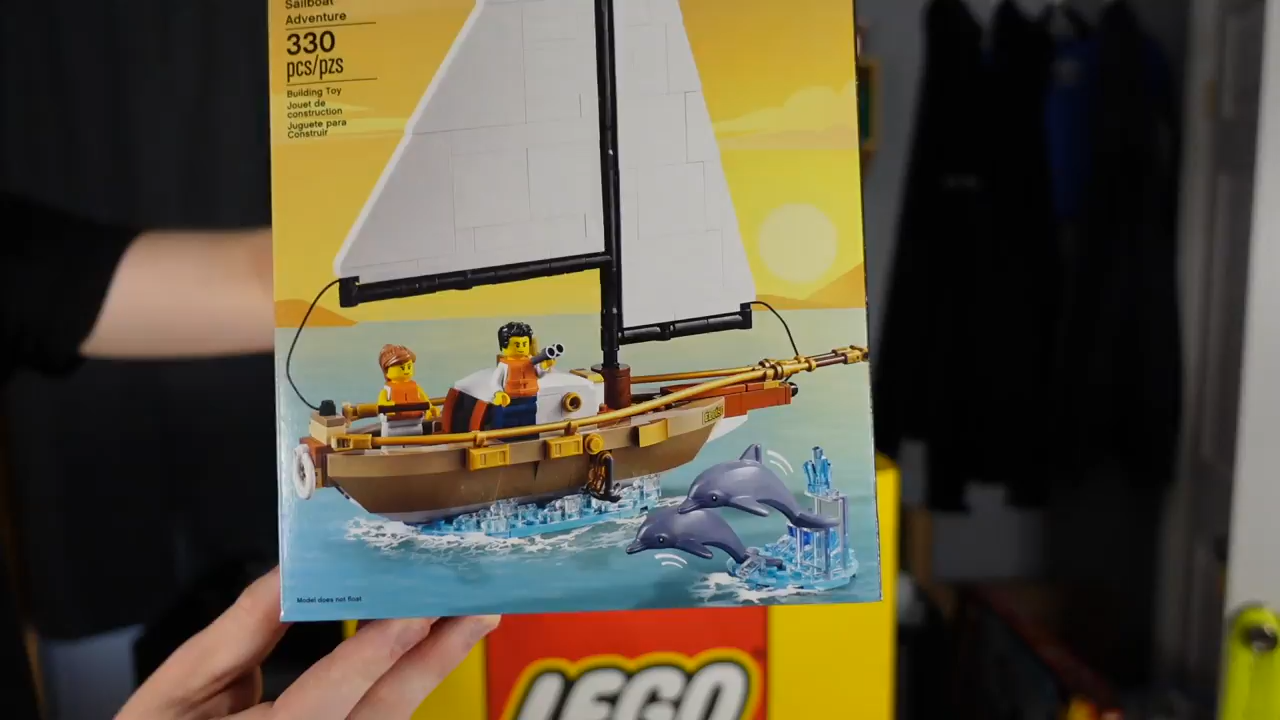 Sailboat
Adventure
330
pcs/pzs
Building Toy
Jouet de
construction
Juguete para
Construir
Model does not float
LEGO